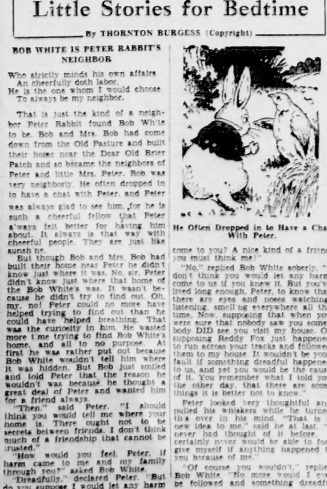 Little Stories for Bedtime
By THORNTON BURGESS (Copyright)
BOB WHITE IS PETER RABBIT'S
NEIGHBOR
Who strictly minds his own affairs
An cheerfully doth labor,
He is the one whom I would choose
To always be my neighbor.
That is just the kind of a neigh-
bor Peter Rabbit found Bob White
to be. Bob and Mrs. Bob had come
down from the Old Pasture and built
their home near the Dear Old Brier
Patch and so became the neighbors of
Peter and little Mrs. Peter. Bob was
very neighborly. He often dropped in
to have a chat with Peter, and Peter
was always glad to see him, for he is
such a cheerful fellow that Peter
always felt better for having him
about. It always is that way with
cheerful people. They are just like
sunshine.
But though Bob and Mrs. Bob had
built their home near Peter he didn't
know just where it was. No, sir, Peter
didn't know just where that home of
the Bob White's was. It wasn't be-
cause he didn't try to find out. Oh,
my, no! Peter could no more have
helped trying to find out than he
could have helped breathing. That
was the curiosity in him. He wasted
more time trying to find Bob White's
home, and all to no purpose. At
first he was rather put out because
Bob White wouldn't tell him where
it was hidden. But Bob just smiled
and told Peter that the reason he
wouldn't was because he thought a
great deal of Peter and wanted him
for a friend always.
"Then," said Peter, "I should
think you would tell me where your
home is. There ought not to be
secrets between friends. I don't think
much of a friendship that cannot be
trusted."
"How would you feel, Peter, if
harm came to me and my family
through you?" asked Bob White.
"Dreadfully," declared Peter. "But
do you suppose I would let any harm
He Often Dropped in to Have a Cha
With Peter.
come to you? A nice kind of a friend
you must think me!"
"No," replied Bob White soberly, "I
don't think you would let any harm
come to us if you knew it. But you've
lived long enough, Peter, to know that
there are eyes and noses watching
listening, smelling everywhere all the
time. Now, supposing that when you
were sure that nobody saw you some-
body DID see you visit my house. Or
supposing Reddy Fox just happened
to run across your tracks and followed
them to my house. It wouldn't be your
fault if something dreadful happened
to us, and yet you would be the cause
of it. You remember what I told you
the other day, that there are some
things it is better not to know."
Peter looked very thoughtful and
pulled his whiskers while he turned
this over in his mind. "That is a
new idea to me," said he at last. "I
never had thought of it before. I
certainly never would be able to for-
give myself if anything happened to
you because of me."
"Of course you wouldn't," replied
Bob White. "No more would I ev
be followed and something dreadf